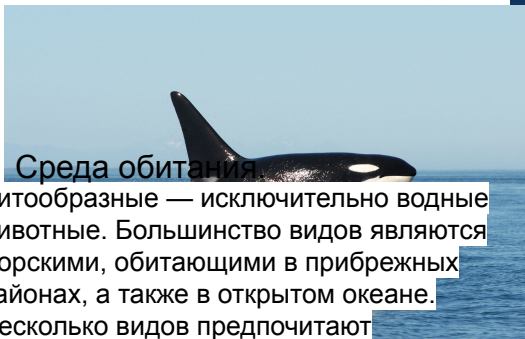 Среда обитания.
итообразные — исключительно водные
ивотные. Большинство видов являются
орскими, обитающими в прибрежных
айонах, а также в открытом океане.
есколько видов предпочитают